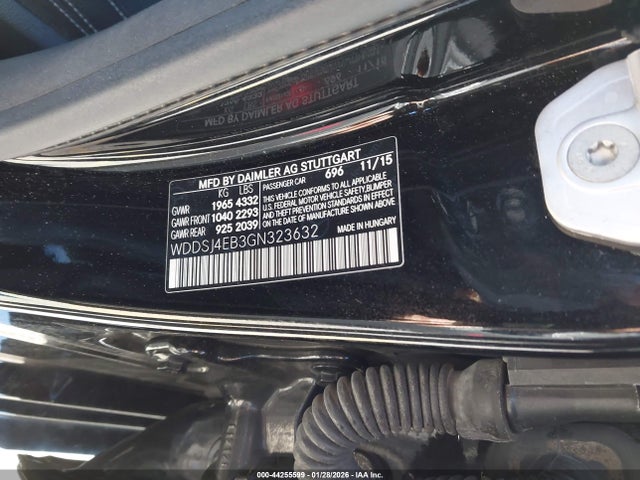 MFD BY DAIMLER AG STUTTGART
KG LBS PASSENGER CAR 696 11/15
GVWR 1965 4332 THIS VEHICLE CONFORMS TO ALL APPLICABLE
GAWR FRONT 1040 2293 U.S. FEDERAL MOTOR VEHICLE SAFETY, BUMPER
GAWR REAR 925 2039 AND THEFT PREVENTION STANDARDS IN EFFECT
ON THE DATE OF MANUFACTURE SHOWN ABOVE.
WDDSJ4EB3GN323632 MADE IN HUNGARY
000-44255599 - 01/28/2026 - IAAI.COM